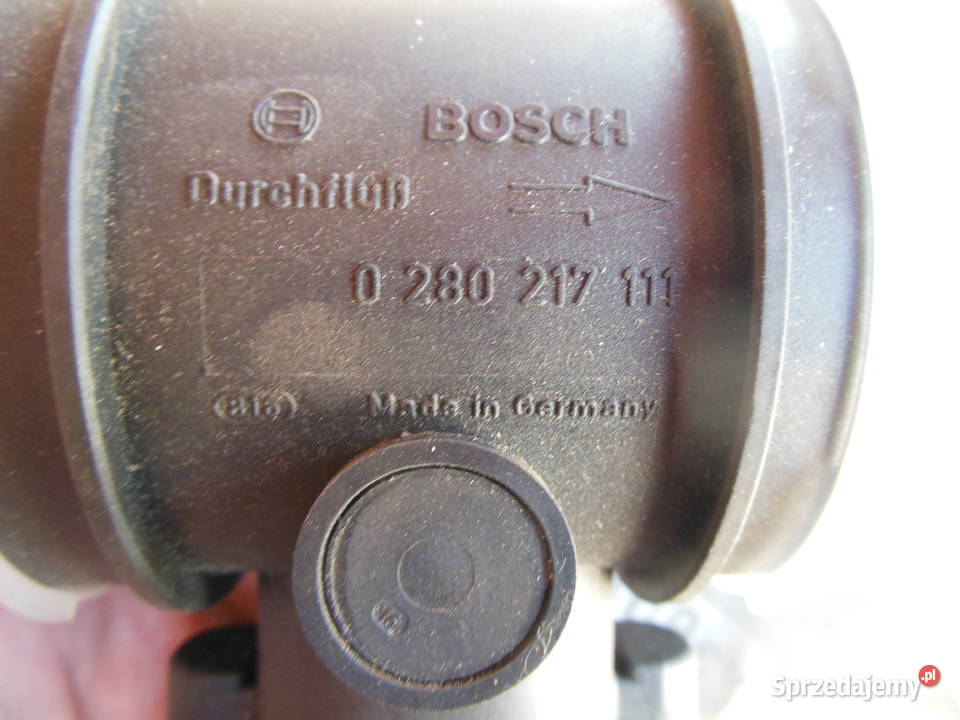 BOSCH
Durchfluß
0 280 217 111
Made in Germany
Sprzedajemy.pl